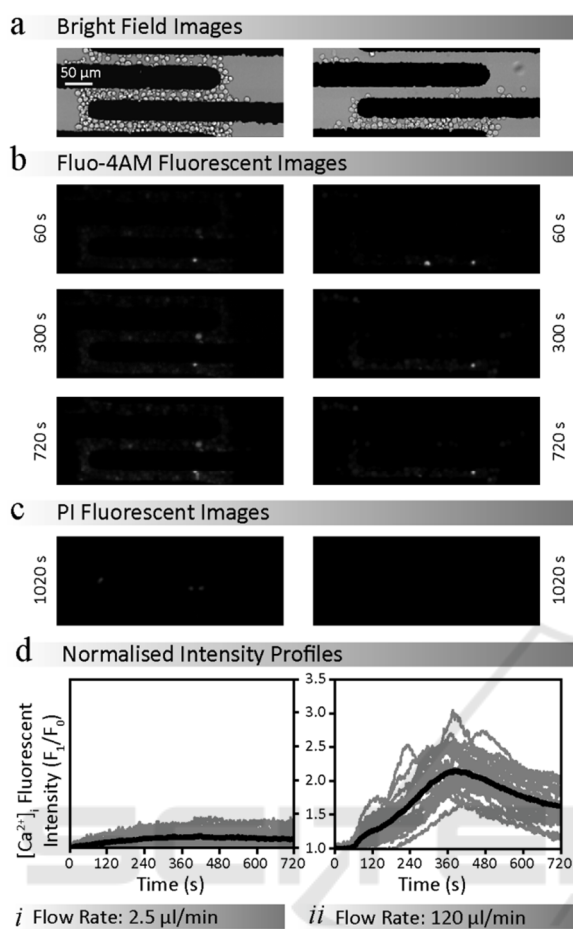 a Bright Field Images
50 µm
b Fluo-4AM Fluorescent Images
60 s
60 s
300 s
300 s
720 s
720 s
c PI Fluorescent Images
1020 s
1020 s
d Normalised Intensity Profiles
[Ca²⁺]ᵢ Fluorescent
Intensity (F₁/F₀)
3.5
3.0
2.5
2.0
1.5
1.0
0 120 240 360 480 600 720
120 240 360 480 600 720
Time (s)
Time (s)
i Flow Rate: 2.5 µl/min
ii Flow Rate: 120 µl/min